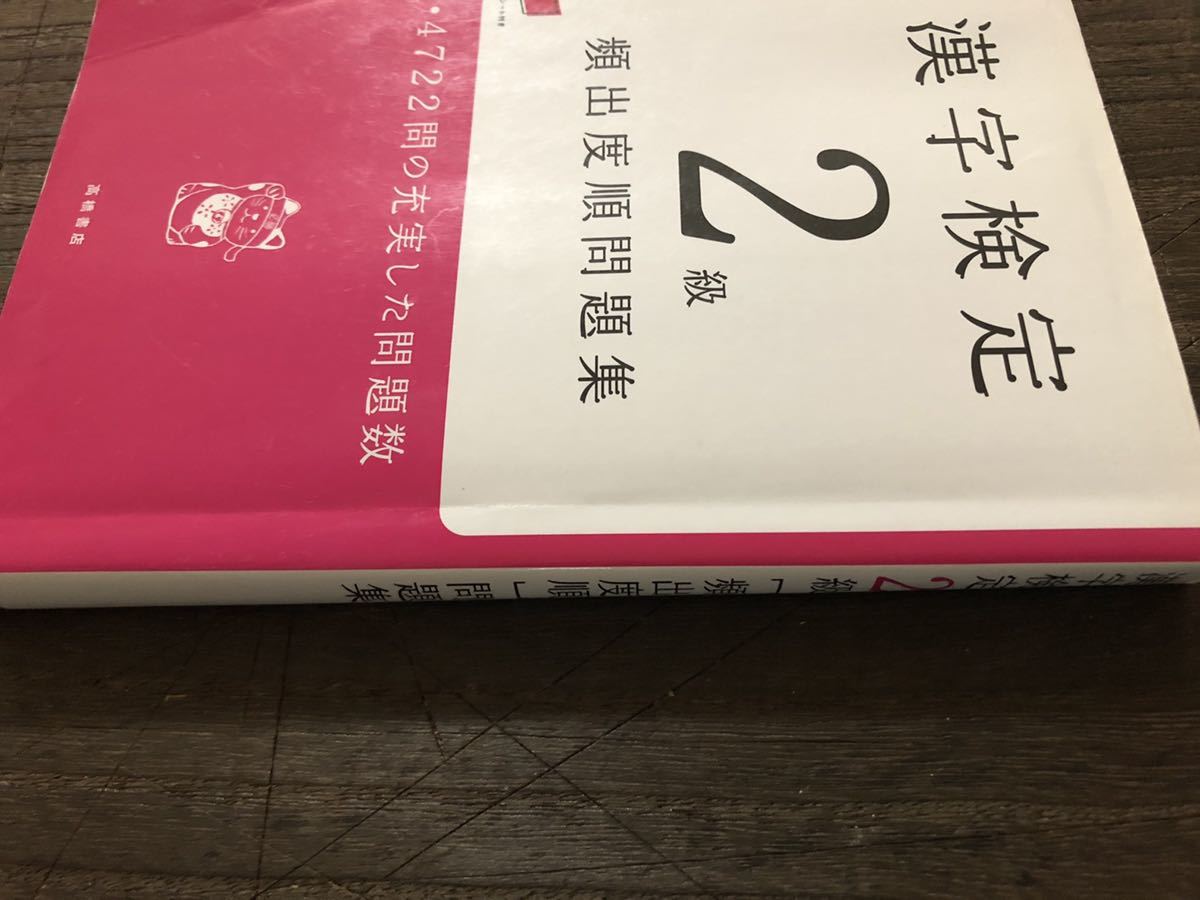 漢字検定
2級
頻出度順問題集
・4722問の充実した問題数
高橋書店
漢字検定2級「頻出度順」問題集